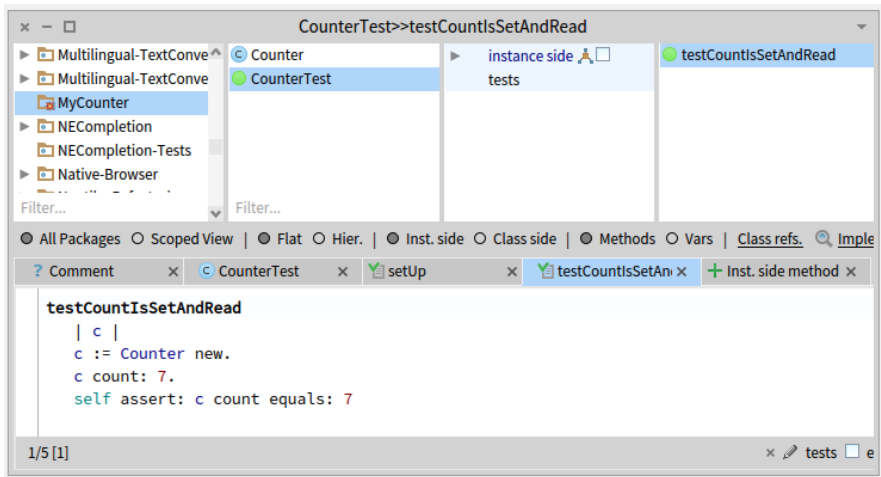 CounterTest>>testCountIsSetAndRead
Multilingual-TextConve
Multilingual-TextConve
MyCounter
NECompletion
NECompletion-Tests
Native-Browser
Filter...
Counter
CounterTest
Filter...
instance side
tests
testCountIsSetAndRead
All Packages Scoped View | Flat Hier. | Inst. side Class side | Methods Vars | Class refs. Imple
? Comment × CounterTest × setUp × testCountIsSetAn × + Inst. side method ×
testCountIsSetAndRead
| c |
c := Counter new.
c count: 7.
self assert: c count equals: 7
1/5 [1] × tests e